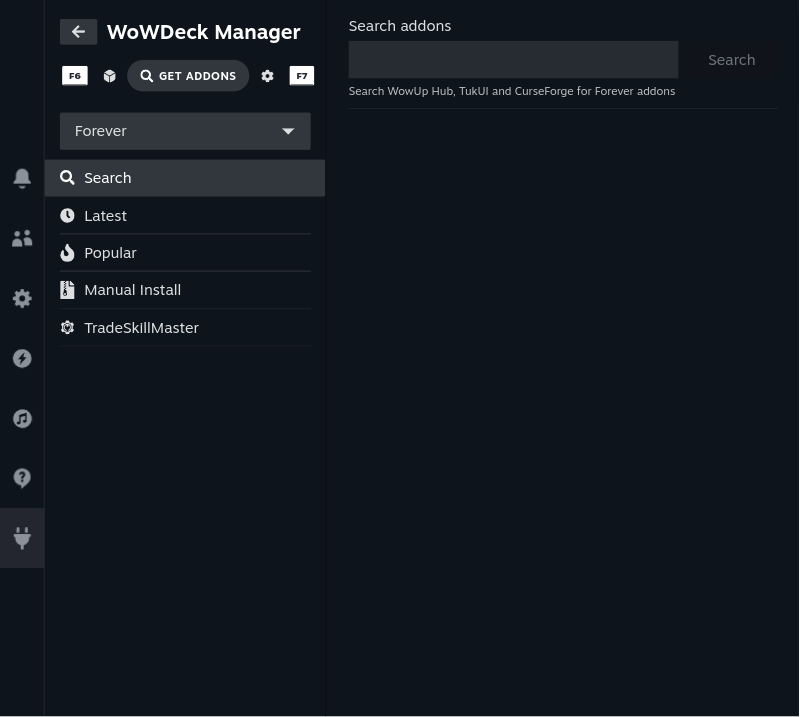 WoWDeck Manager
F6
GET ADDONS
F7
Forever
Search
Latest
Popular
Manual Install
TradeSkillMaster
Search addons
Search
Search WowUp Hub, TukUI and CurseForge for Forever addons